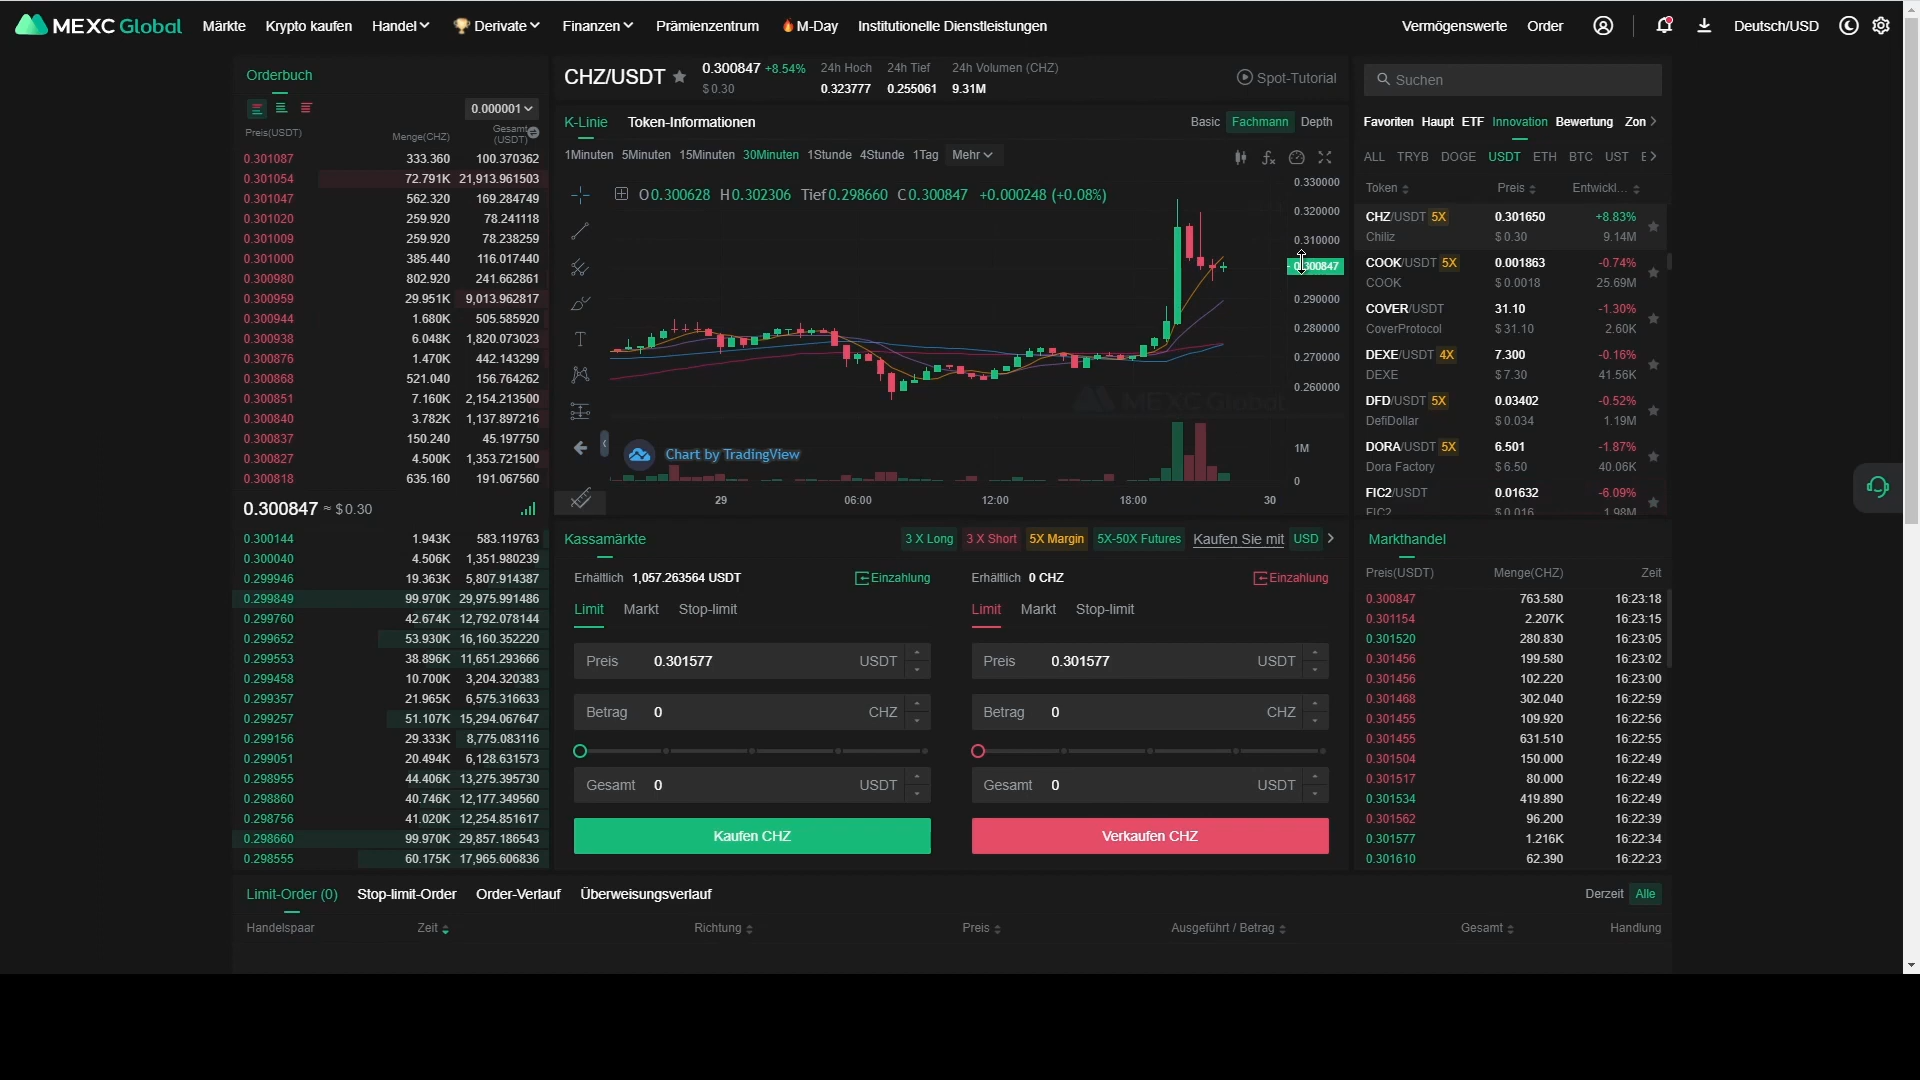 MEXC Global Märkte Krypto kaufen Handel Derivate Finanzen Prämienzentrum M-Day Institutionelle Dienstleistungen Vermögenswerte Order Deutsch/USD
Orderbuch
0.000001
Preis(USDT) Menge(CHZ) Gesamt (USDT)
0.301087 333.360 100.370362
0.301054 72.791K 21,913.961503
0.301047 562.320 169.284749
0.301020 259.920 78.241118
0.301009 259.920 78.238259
0.301000 385.440 116.017440
0.300980 802.920 241.662861
0.300959 29.951K 9,013.962817
0.300944 1.680K 505.585920
0.300938 6.048K 1,820.073023
0.300876 1.470K 442.143299
0.300868 521.040 156.764262
0.300851 7.160K 2,154.213500
0.300840 3.782K 1,137.897216
0.300837 150.240 45.197750
0.300827 4.500K 1,353.721500
0.300818 635.160 191.067560
0.300847 ≈ $0.30
0.300144 1.943K 583.119763
0.300040 4.506K 1,351.980239
0.299946 19.363K 5,807.914387
0.299849 99.970K 29,975.991486
0.299760 42.674K 12,792.078144
0.299652 53.930K 16,160.352220
0.299553 38.896K 11,651.293666
0.299458 10.700K 3,204.320383
0.299357 21.965K 6,575.316633
0.299257 51.107K 15,294.067647
0.299156 29.333K 8,775.083116
0.299051 20.494K 6,128.631573
0.298955 44.406K 13,275.395730
0.298860 40.746K 12,177.349560
0.298756 41.020K 12,254.851617
0.298660 99.970K 29,857.186543
0.298555 60.175K 17,965.606836
CHZ/USDT 0.300847 +8.54% 24h Hoch 24h Tief 24h Volumen (CHZ) Spot-Tutorial
$0.30 0.323777 0.255061 9.31M
K-Linie Token-Informationen Basic Fachmann Depth
1Minuten 5Minuten 15Minuten 30Minuten 1Stunde 4Stunde 1Tag Mehr
O0.300628 H0.302306 Tief0.298660 C0.300847 +0.000248 (+0.08%)
0.330000
0.320000
0.310000
0.300847
0.290000
0.280000
0.270000
0.260000
MEXC Global
Chart by TradingView
1M
0
29 06:00 12:00 18:00 30
Kassamärkte 3 X Long 3 X Short 5X Margin 5X-50X Futures Kaufen Sie mit USD
Erhältlich 1,057.263564 USDT Einzahlung
Limit Markt Stop-limit
Preis 0.301577 USDT
Betrag 0 CHZ
Gesamt 0 USDT
Kaufen CHZ
Erhältlich 0 CHZ Einzahlung
Limit Markt Stop-limit
Preis 0.301577 USDT
Betrag 0 CHZ
Gesamt 0 USDT
Verkaufen CHZ
Suchen
Favoriten Haupt ETF Innovation Bewertung Zon
ALL TRYB DOGE USDT ETH BTC UST E
Token Preis Entwickl...
CHZ/USDT 5X 0.301650 +8.83%
Chiliz $0.30 9.14M
COOK/USDT 5X 0.001863 -0.74%
COOK $0.0018 25.69M
COVER/USDT 31.10 -1.30%
CoverProtocol $31.10 2.60K
DEXE/USDT 4X 7.300 -0.16%
DEXE $7.30 41.56K
DFD/USDT 5X 0.03402 -0.52%
DefiDollar $0.034 1.19M
DORA/USDT 5X 6.501 -1.87%
Dora Factory $6.50 40.06K
FIC2/USDT 0.01632 -6.09%
FIC2 $0.016 1.98M
Markthandel
Preis(USDT) Menge(CHZ) Zeit
0.300847 763.580 16:23:18
0.301154 2.207K 16:23:15
0.301520 280.830 16:23:05
0.301456 199.580 16:23:02
0.301456 102.220 16:23:00
0.301468 302.040 16:22:59
0.301455 109.920 16:22:56
0.301455 631.510 16:22:55
0.301504 150.000 16:22:49
0.301517 80.000 16:22:49
0.301534 419.890 16:22:49
0.301562 96.200 16:22:39
0.301577 1.216K 16:22:34
0.301610 62.390 16:22:23
Limit-Order (0) Stop-limit-Order Order-Verlauf Überweisungsverlauf Derzeit Alle
Handelspaar Zeit Richtung Preis Ausgeführt / Betrag Gesamt Handlung